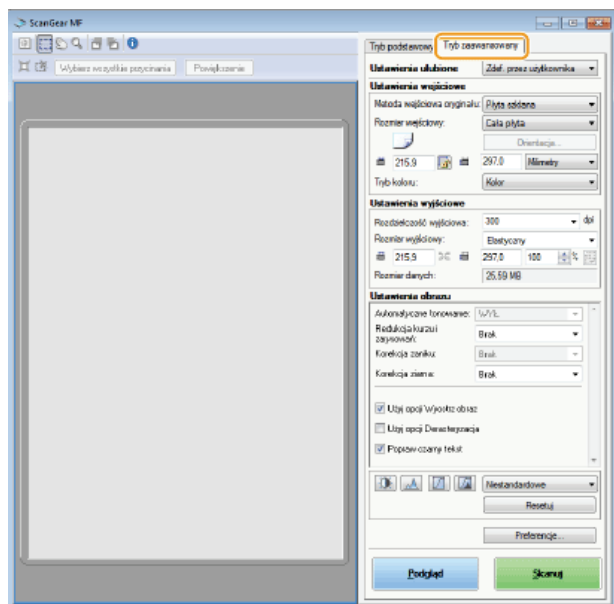 ScanGear MF
Tryb podstawowy Tryb zaawansowany
Wybierz wszystkie przycinania Powiększenie
Ustawienia ulubione Zdef. przez użytkownika
Ustawienia wejściowe
Metoda wejściowa oryginału: Płyta szklana
Rozmiar wejściowy: Cała płyta
Orientacja...
215,9 297,0 Milimetry
Tryb koloru: Kolor
Ustawienia wyjściowe
Rozdzielczość wyjściowa: 300 dpi
Rozmiar wyjściowy: Elastyczny
215,9 297,0 100 %
Rozmiar danych: 25,59 MB
Ustawienia obrazu
Automatyczne tonowanie: WYŁ.
Redukcja kurzu i
zarysowań: Brak
Korekcja zaniku: Brak
Korekcja ziarna: Brak
Użyj opcji Wyostrz obraz
Użyj opcji Derasteryzacja
Popraw czarny tekst
Niestandardowe
Resetuj
Preferencje...
Podgląd Skanuj